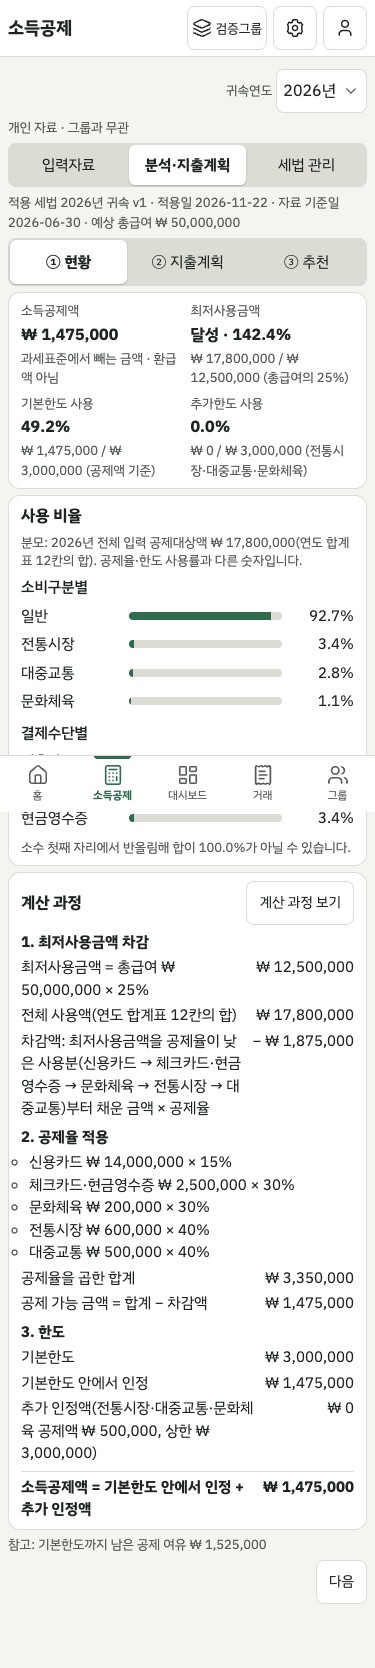 소득공제
검증그룹
귀속연도 2026년
개인 자료 · 그룹과 무관
입력자료 분석·지출계획 세법 관리
적용 세법 2026년 귀속 v1 · 적용일 2026-11-22 · 자료 기준일
2026-06-30 · 예상 총급여 ₩ 50,000,000
① 현황 ② 지출계획 ③ 추천
소득공제액
₩ 1,475,000
과세표준에서 빼는 금액 · 환급
액 아님
최저사용금액
달성 · 142.4%
₩ 17,800,000 / ₩
12,500,000 (총급여의 25%)
기본한도 사용
49.2%
₩ 1,475,000 / ₩
3,000,000 (공제액 기준)
추가한도 사용
0.0%
₩ 0 / ₩ 3,000,000 (전통시
장·대중교통·문화체육)
사용 비율
분모: 2026년 전체 입력 공제대상액 ₩ 17,800,000(연도 합계
표 12칸의 합). 공제율·한도 사용률과 다른 숫자입니다.
소비구분별
일반 92.7%
전통시장 3.4%
대중교통 2.8%
문화체육 1.1%
결제수단별
홈 소득공제 대시보드 거래 그룹
현금영수증 3.4%
소수 첫째 자리에서 반올림해 합이 100.0%가 아닐 수 있습니다.
계산 과정 계산 과정 보기
1. 최저사용금액 차감
최저사용금액 = 총급여 ₩ ₩ 12,500,000
50,000,000 × 25%
전체 사용액(연도 합계표 12칸의 합) ₩ 17,800,000
차감액: 최저사용금액을 공제율이 낮 − ₩ 1,875,000
은 사용분(신용카드 → 체크카드·현금
영수증 → 문화체육 → 전통시장 → 대
중교통)부터 채운 금액 × 공제율
2. 공제율 적용
신용카드 ₩ 14,000,000 × 15%
체크카드·현금영수증 ₩ 2,500,000 × 30%
문화체육 ₩ 200,000 × 30%
전통시장 ₩ 600,000 × 40%
대중교통 ₩ 500,000 × 40%
공제율을 곱한 합계 ₩ 3,350,000
공제 가능 금액 = 합계 − 차감액 ₩ 1,475,000
3. 한도
기본한도 ₩ 3,000,000
기본한도 안에서 인정 ₩ 1,475,000
추가 인정액(전통시장·대중교통·문화체 ₩ 0
육 공제액 ₩ 500,000, 상한 ₩
3,000,000)
소득공제액 = 기본한도 안에서 인정 + ₩ 1,475,000
추가 인정액
참고: 기본한도까지 남은 공제 여유 ₩ 1,525,000
다음